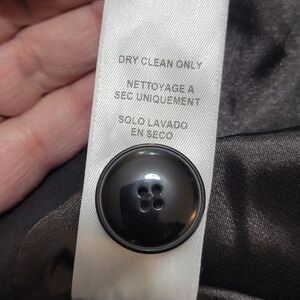 DRY CLEAN ONLY
NETTOYAGE A
SEC UNIQUEMENT
SOLO LAVADO
EN SECO